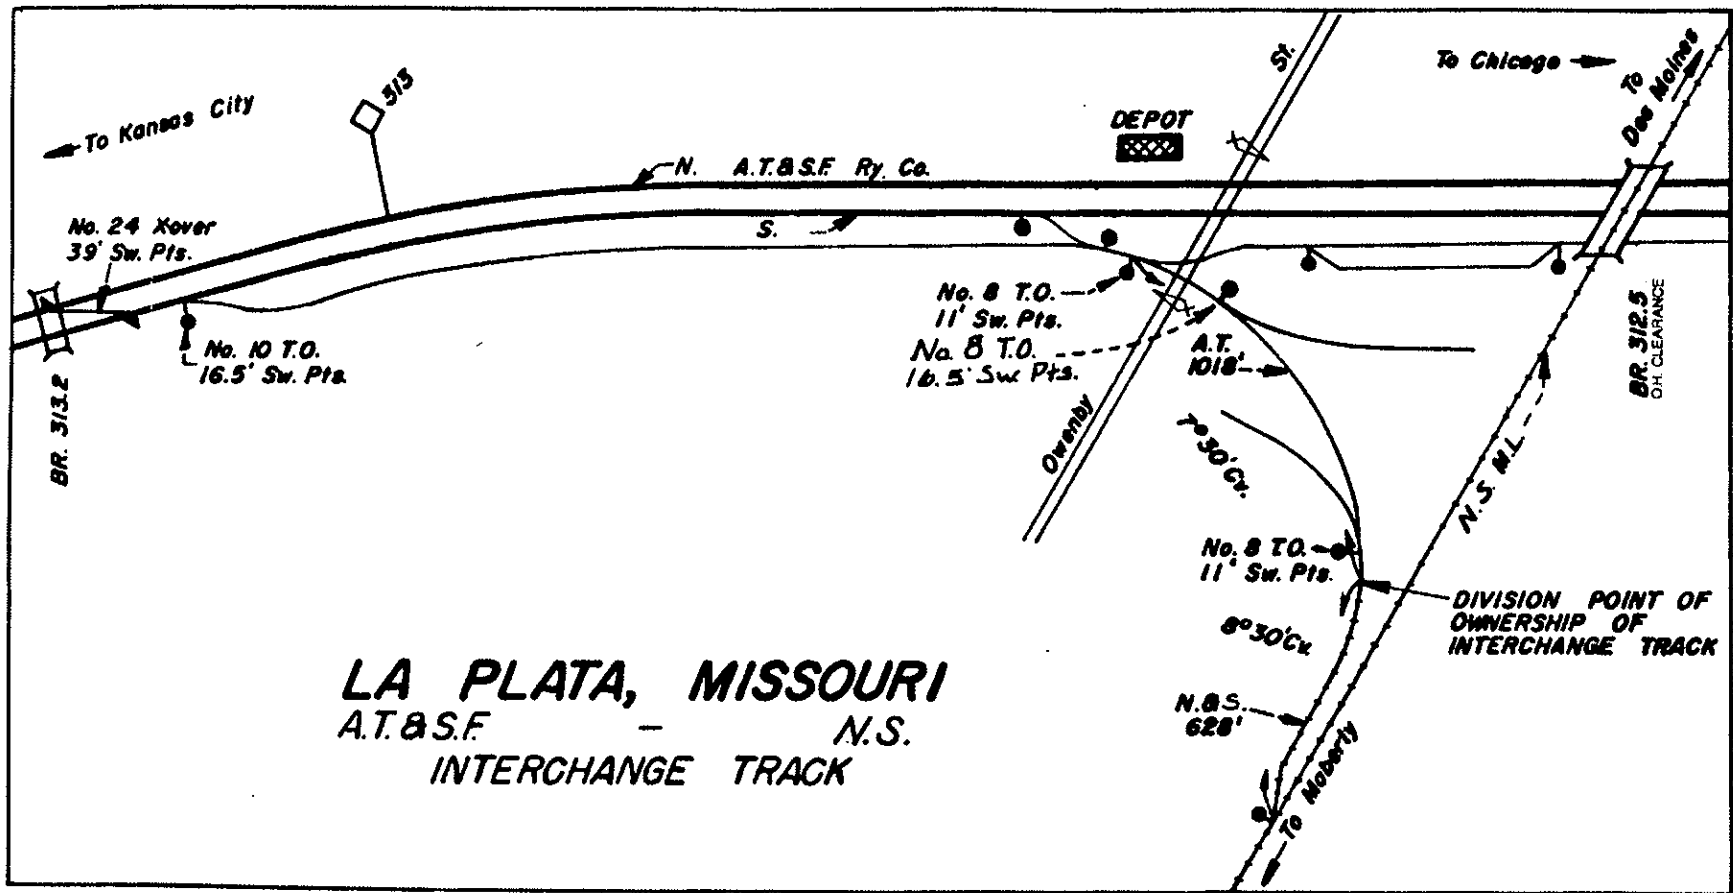 To Kansas City
313
N. A.T.&S.F. Ry. Co.
DEPOT
St.
To Chicago
To
Des Moines
No. 24 Xover
39' Sw. Pts.
S.
No. 10 T.O.
16.5' Sw. Pts.
BR. 313.2
No. 8 T.O.
11' Sw. Pts.
No. 8 T.O.
16.5' Sw. Pts.
Owenby
A.T.
1018'
BR. 312.5
O.H. CLEARANCE
7°30' Cv.
N.S. M.L.
No. 8 T.O.
11' Sw. Pts.
8°30' Cv.
DIVISION POINT OF
OWNERSHIP OF
INTERCHANGE TRACK
N.&S.
628'
To Moberly
LA PLATA, MISSOURI
A.T.&S.F. - N.S.
INTERCHANGE TRACK